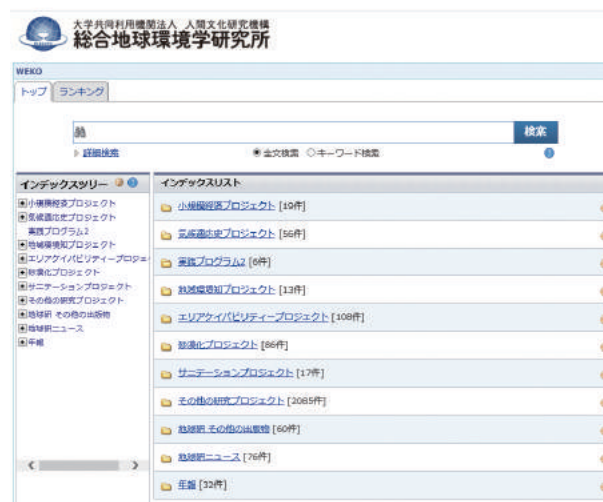 大学共同利用機関法人 人間文化研究機構
総合地球環境学研究所
WEKO
トップ ランキング
検索
詳細検索 全文検索 キーワード検索
インデックスツリー
小規模経済プロジェクト
気候適応史プロジェクト
実践プログラム2
地域環境知プロジェクト
エリアケイパビリティープロジェ
砂漠化プロジェクト
サニテーションプロジェクト
その他の研究プロジェクト
地球研 その他の出版物
地球研ニュース
年報
インデックスリスト
小規模経済プロジェクト [19件]
気候適応史プロジェクト [56件]
実践プログラム2 [6件]
地域環境知プロジェクト [13件]
エリアケイパビリティープロジェクト [108件]
砂漠化プロジェクト [86件]
サニテーションプロジェクト [17件]
その他の研究プロジェクト [2085件]
地球研 その他の出版物 [60件]
地球研ニュース [76件]
年報 [32件]